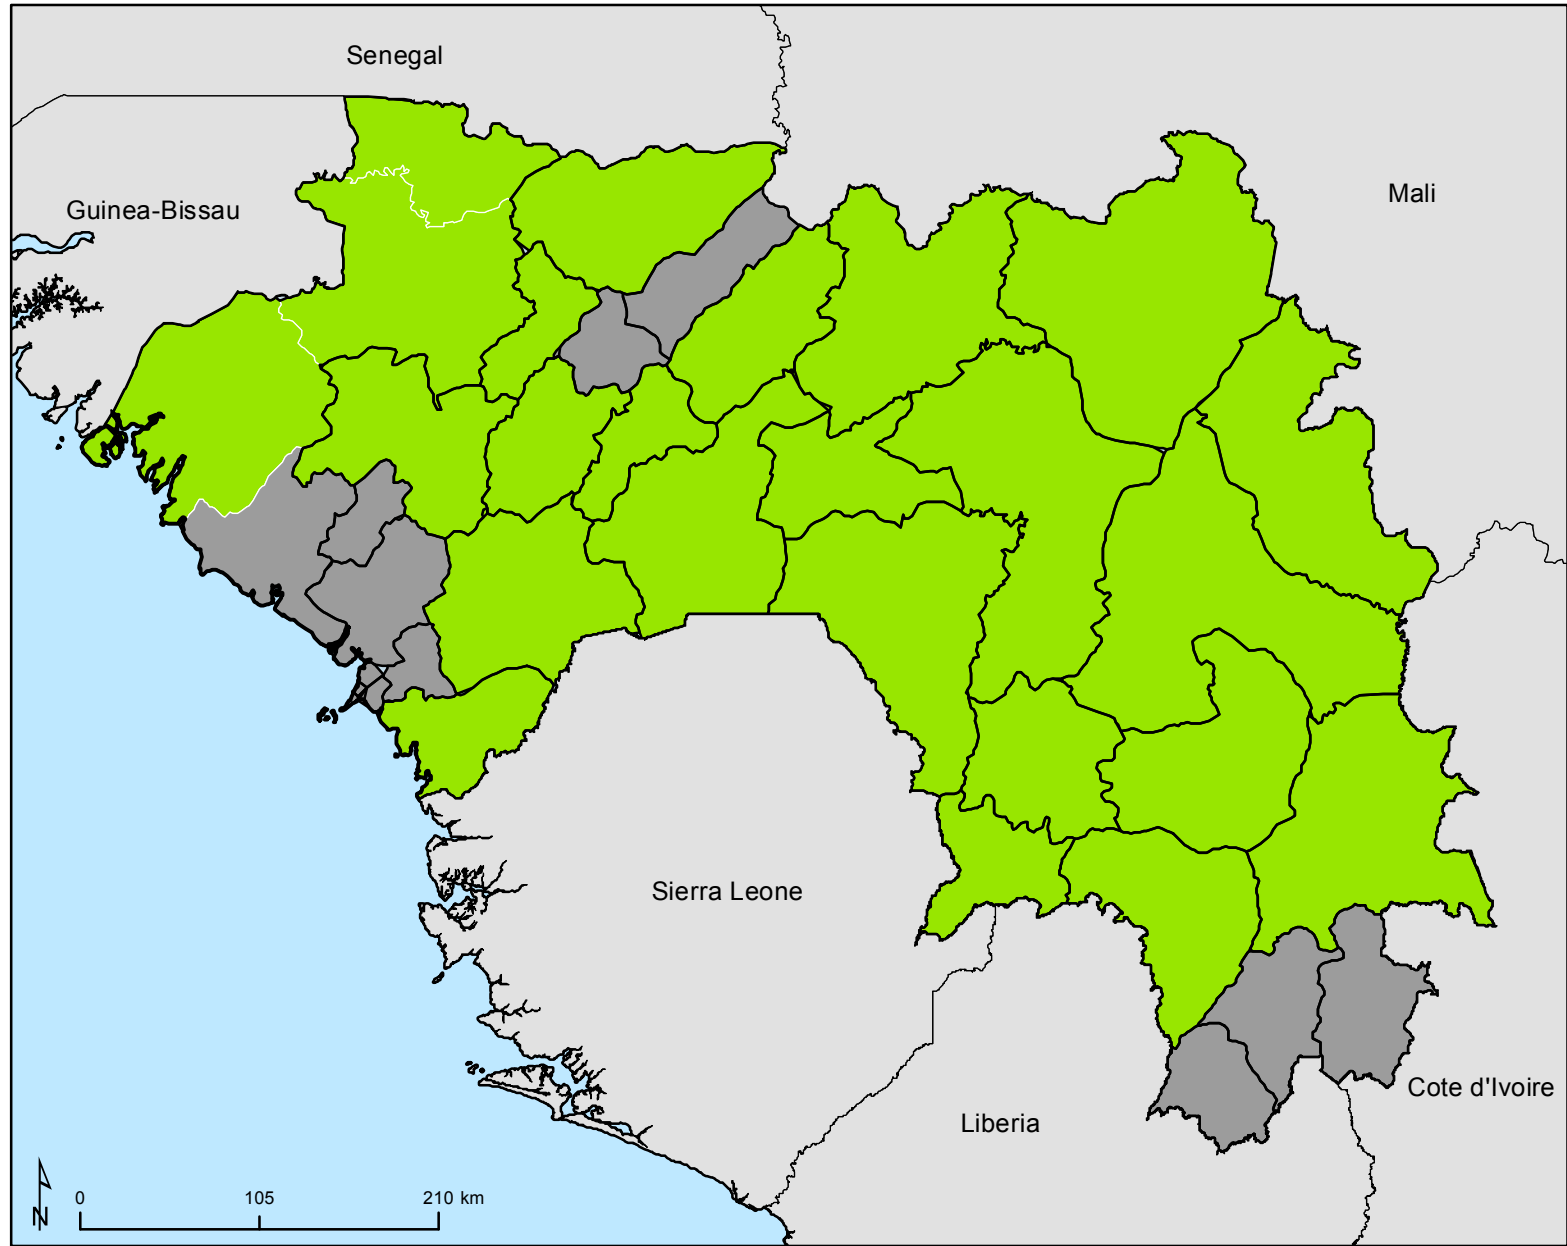 Senegal
Mali
Guinea-Bissau
Sierra Leone
Cote d'Ivoire
Liberia
N
0 105 210 km